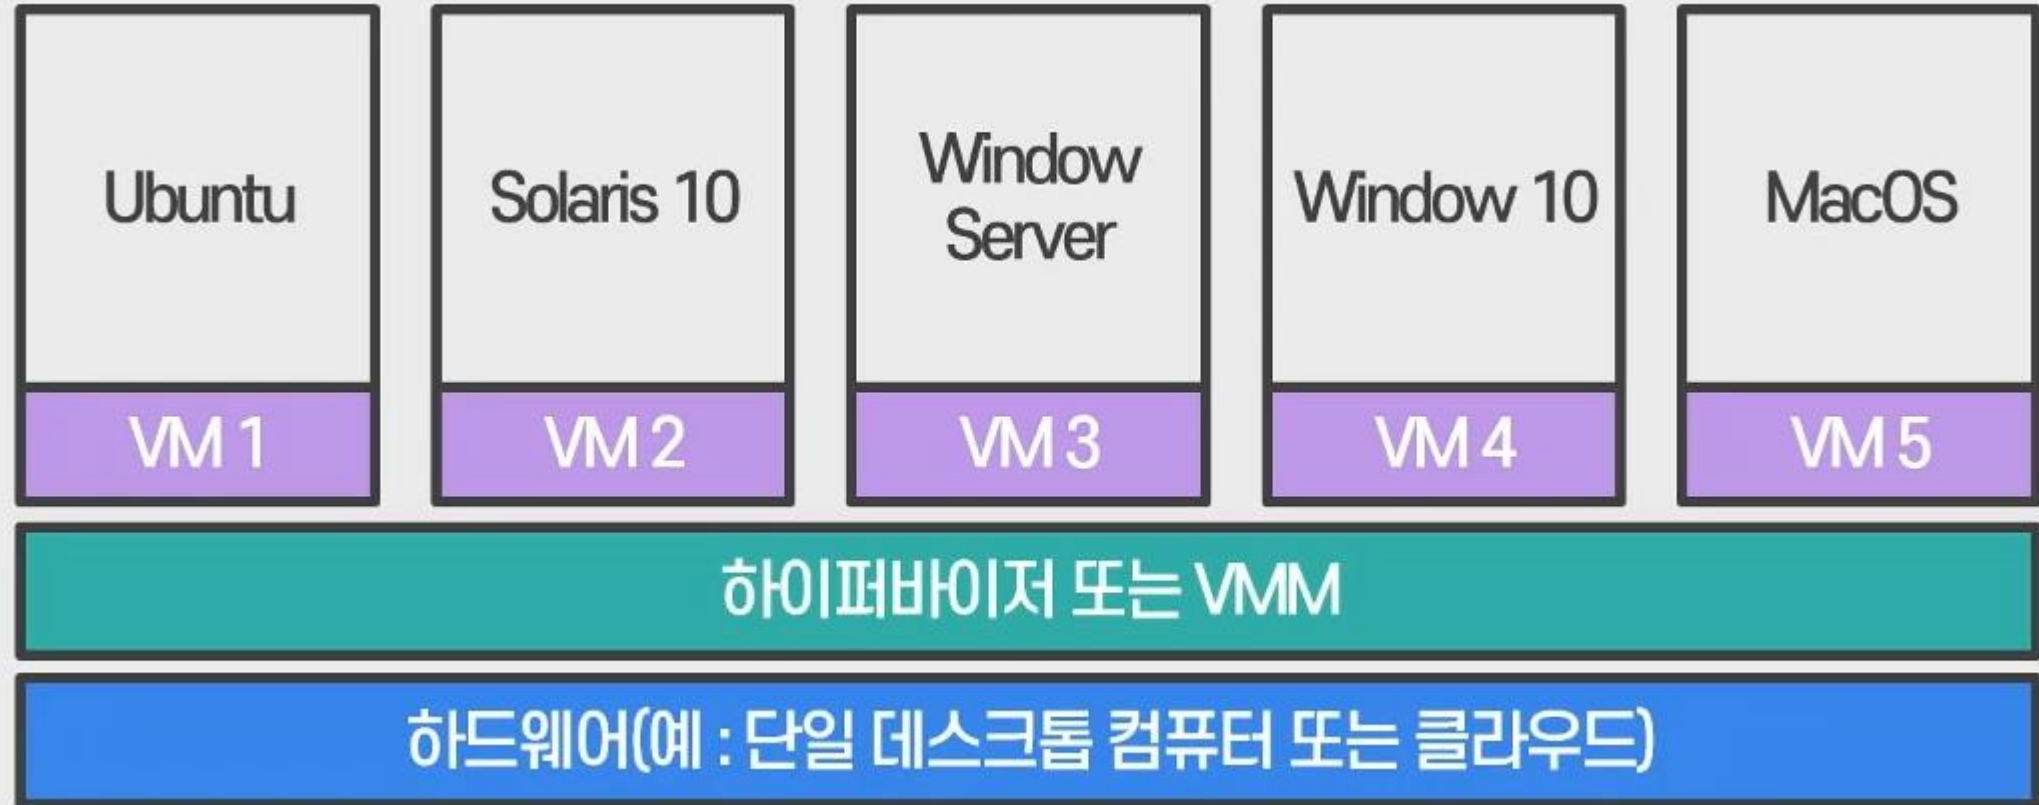 Ubuntu
Solaris 10
Window
Server
Window 10
MacOS
VM 1
VM 2
VM 3
VM 4
VM 5
하이퍼바이저 또는 VMM
하드웨어(예 : 단일 데스크톱 컴퓨터 또는 클라우드)